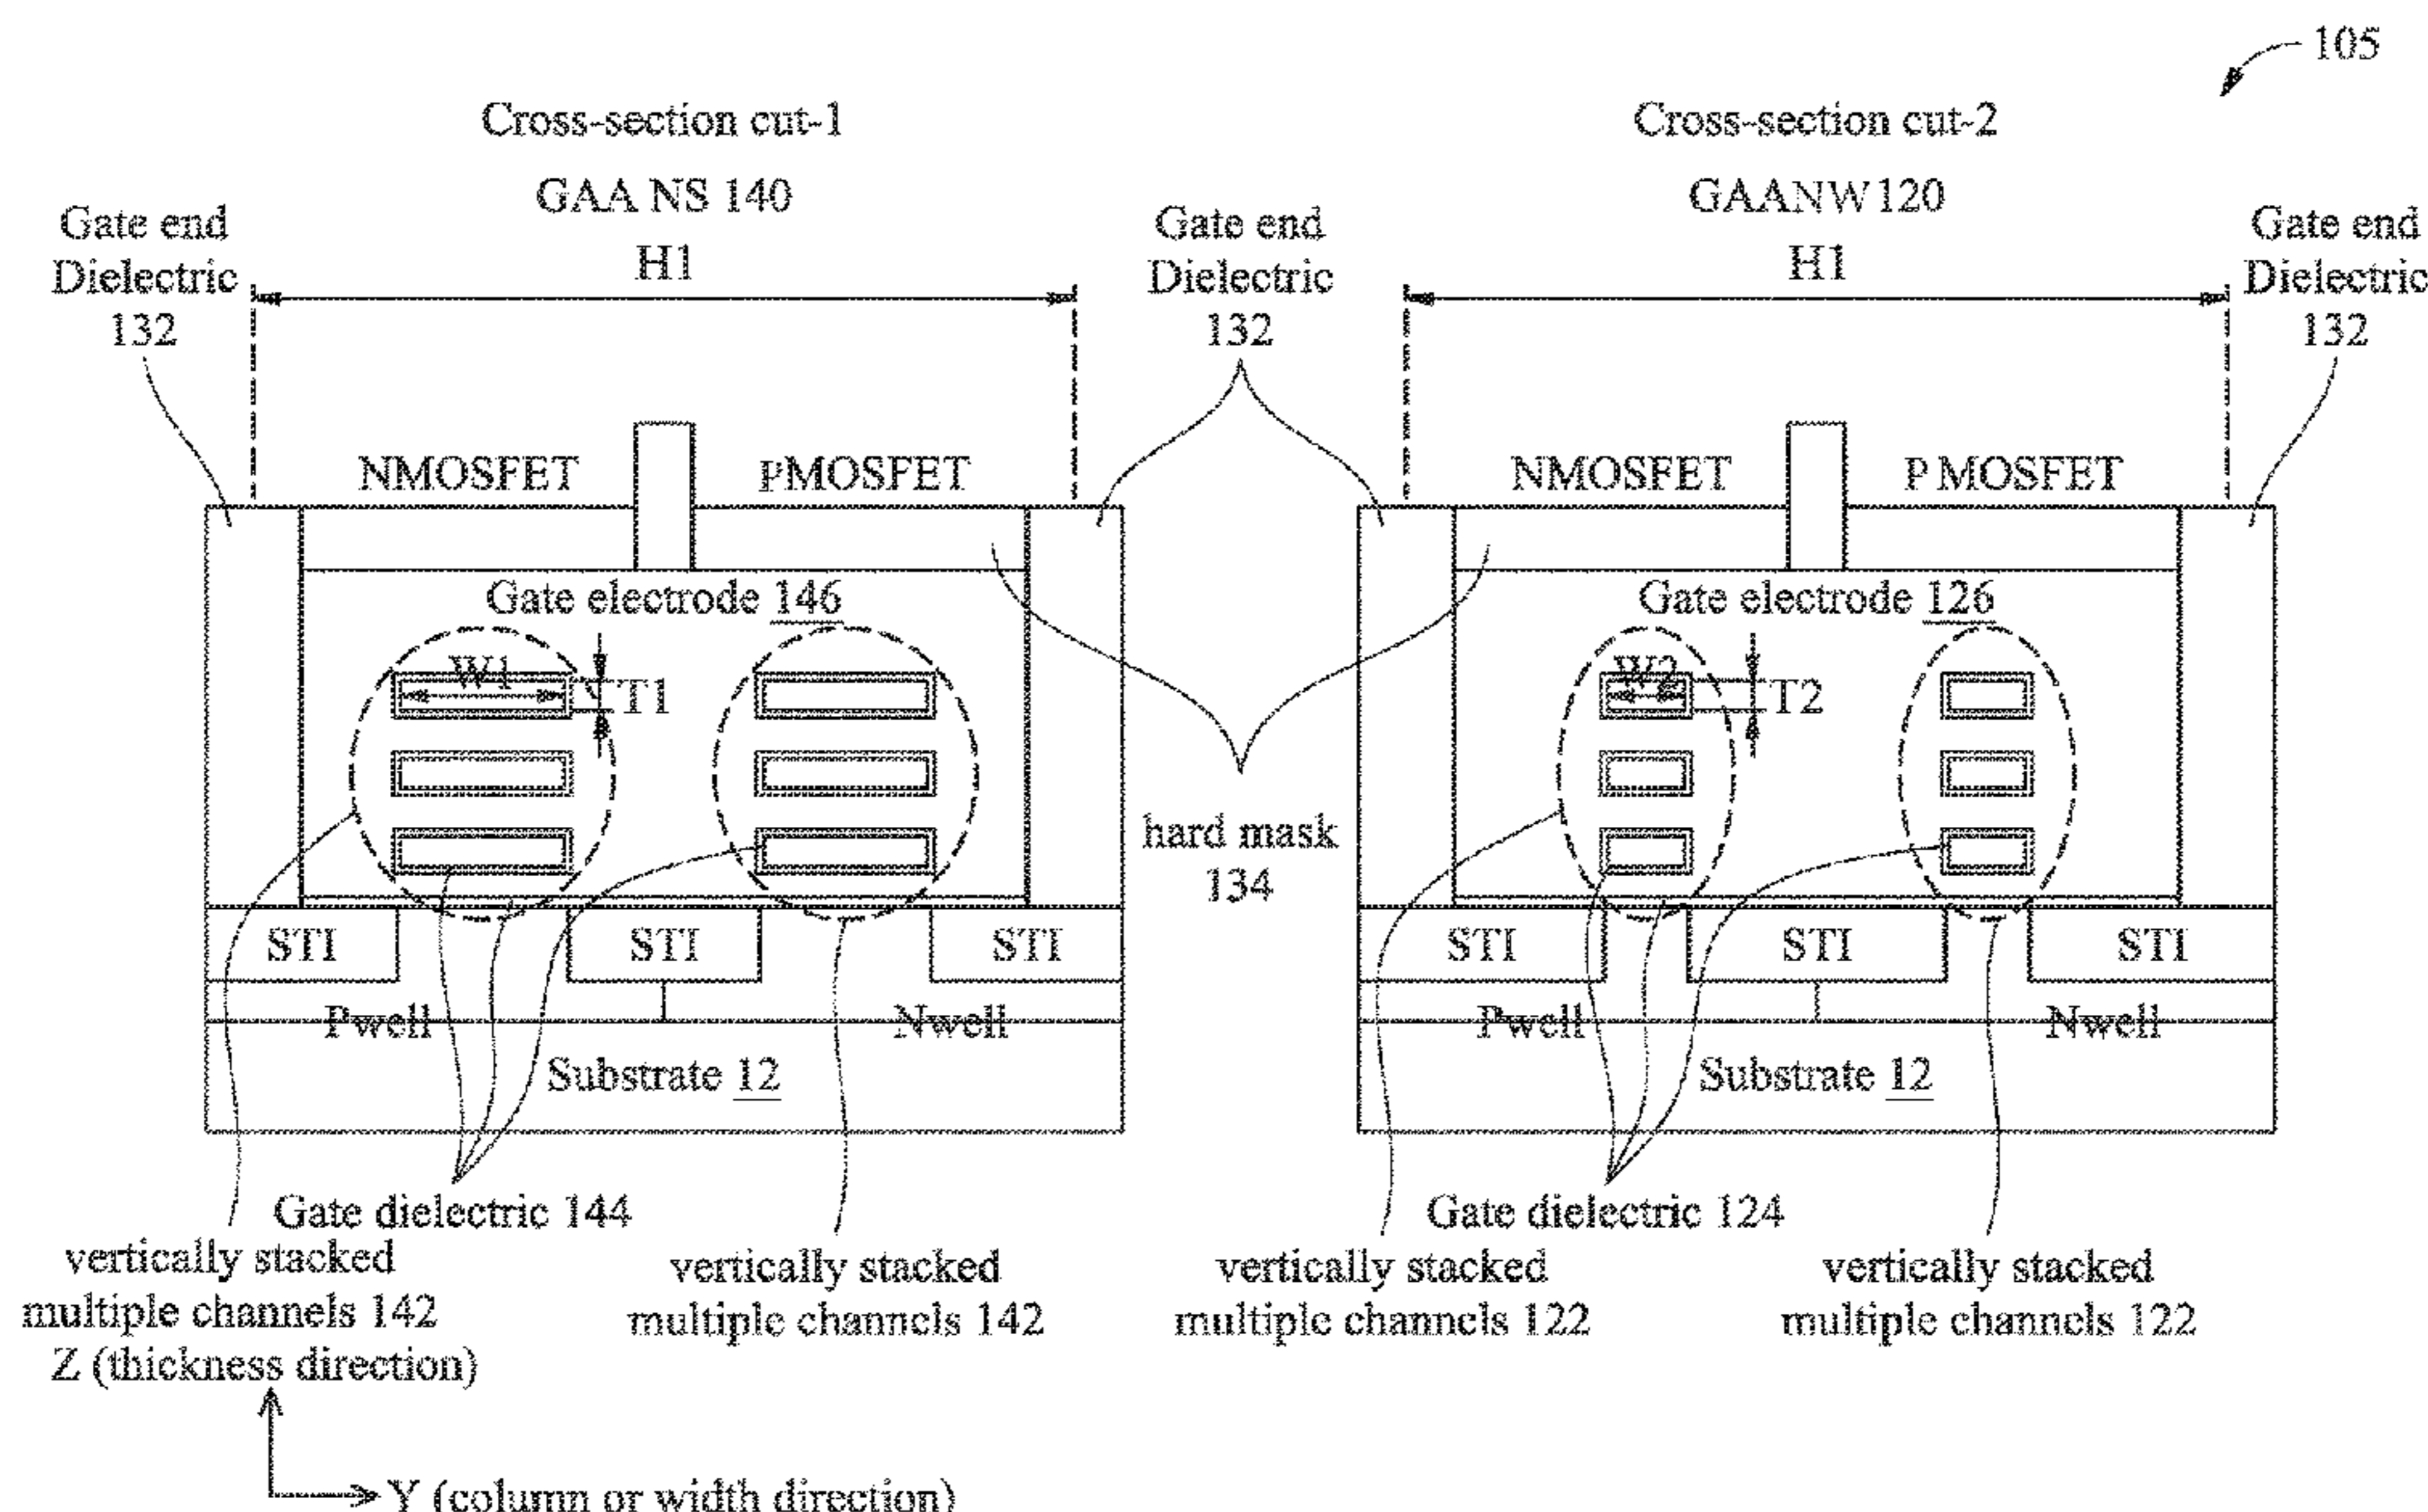 105
Cross-section cut-1
GAA NS 140
H1
Cross-section cut-2
GAANW120
H1
Gate end
Dielectric
132
Gate end
Dielectric
132
Gate end
Dielectric
132
NMOSFET
PMOSFET
NMOSFET
P MOSFET
Gate electrode 146
Gate electrode 126
W1
T1
W2
T2
hard mask
134
STI
STI
STI
STI
STI
STI
Pwell
Nwell
Pwell
Nwell
Substrate 12
Substrate 12
Gate dielectric 144
Gate dielectric 124
vertically stacked
multiple channels 142
vertically stacked
multiple channels 142
vertically stacked
multiple channels 122
vertically stacked
multiple channels 122
Z (thickness direction)
Y (column or width direction)